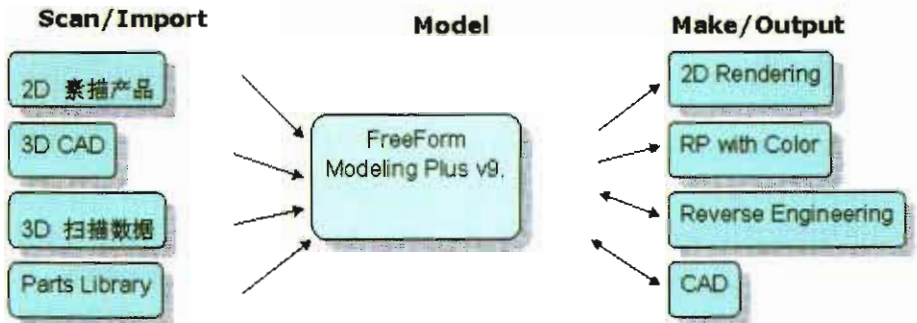 Scan/Import
2D 素描产品
3D CAD
3D 扫描数据
Parts Library
Model
FreeForm
Modeling Plus v9.
Make/Output
2D Rendering
RP with Color
Reverse Engineering
CAD